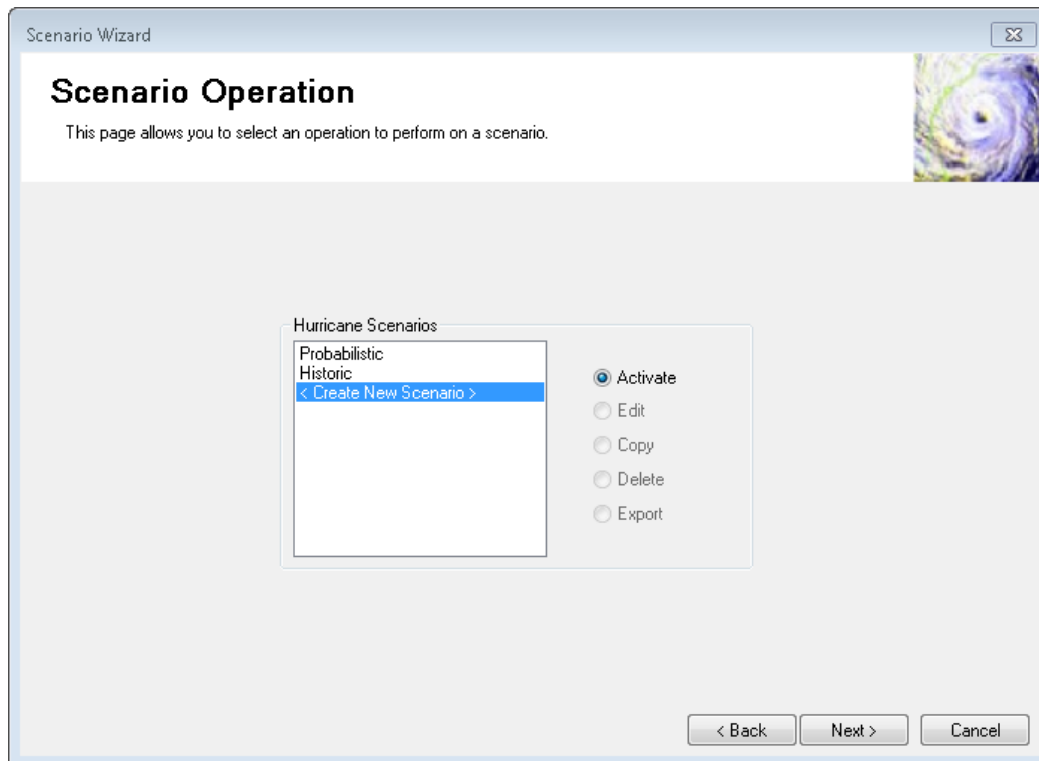 Scenario Wizard
Scenario Operation
This page allows you to select an operation to perform on a scenario.
Hurricane Scenarios
Probabilistic
Historic
< Create New Scenario >
Activate
Edit
Copy
Delete
Export
< Back
Next >
Cancel